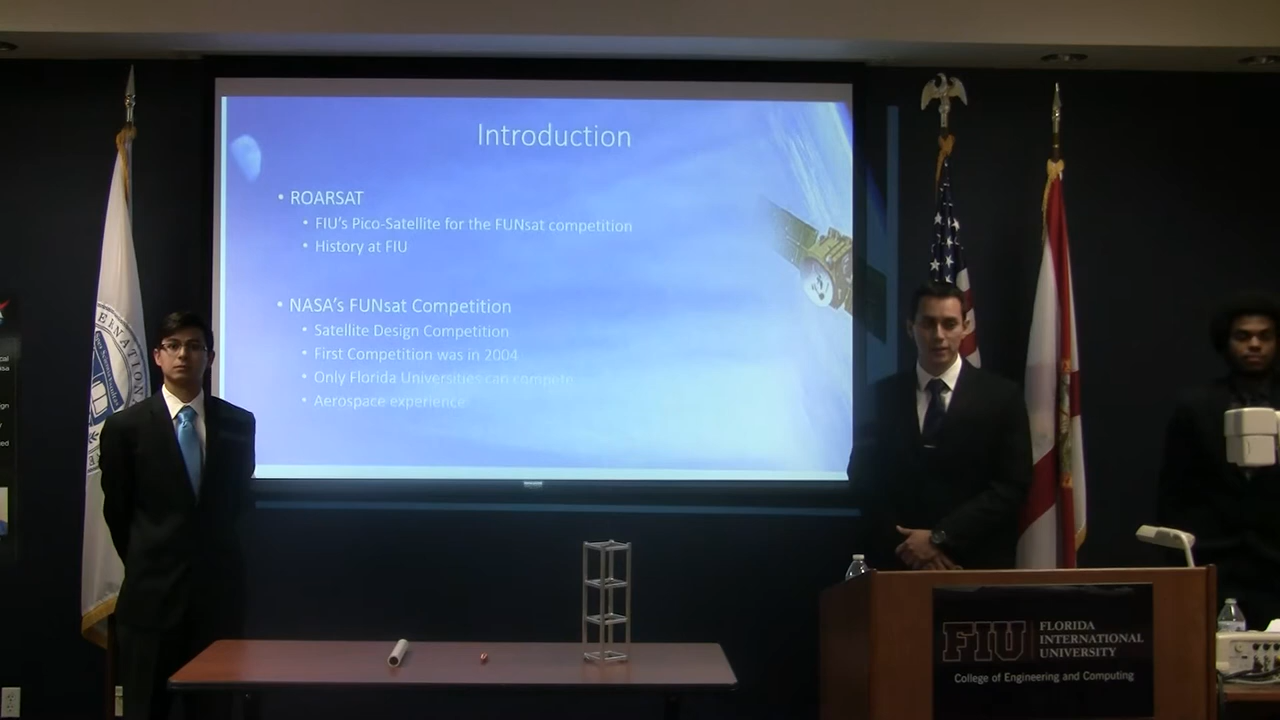 Introduction
• ROARSAT
• FIU's Pico-Satellite for the FUNsat competition
• History at FIU
• NASA's FUNsat Competition
• Satellite Design Competition
• First Competition was in 2004
• Only Florida Universities can compete
• Aerospace experience
FIU
FLORIDA
INTERNATIONAL
UNIVERSITY
College of Engineering and Computing